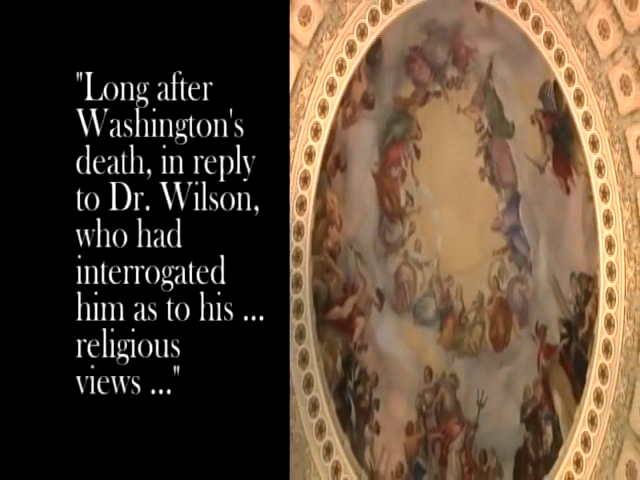 "Long after
Washington's
death, in reply
to Dr. Wilson,
who had
interrogated
him as to his ...
religious
views ..."